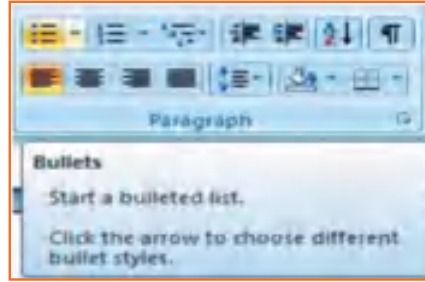 Paragraph
Bullets
Start a bulleted list.
Click the arrow to choose different
bullet styles.